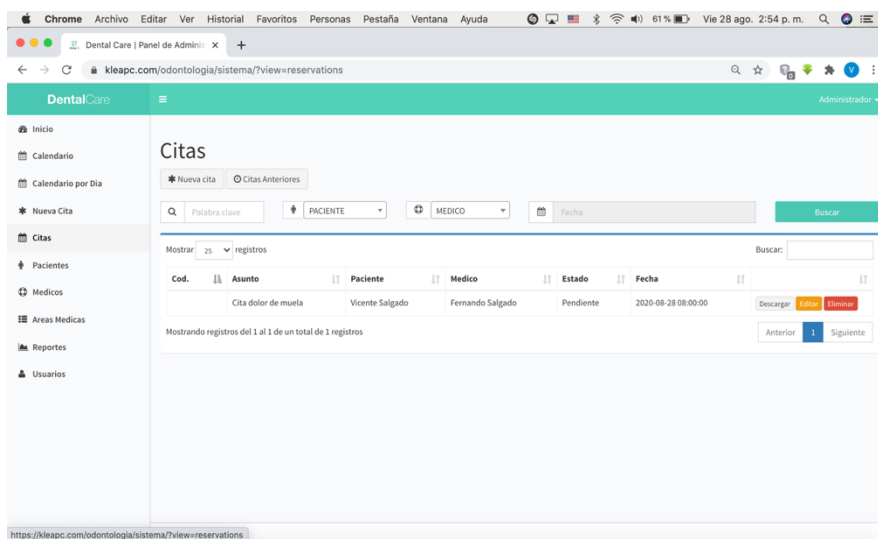 Chrome Archivo Editar Ver Historial Favoritos Personas Pestaña Ventana Ayuda 61 % Vie 28 ago. 2:54 p. m.
Dental Care | Panel de Adminis
kleapc.com/odontologia/sistema/?view=reservations
DentalCare Administrador
Inicio
Calendario
Calendario por Dia
Nueva Cita
Citas
Pacientes
Medicos
Areas Medicas
Reportes
Usuarios
Citas
Nueva cita Citas Anteriores
Palabra clave PACIENTE MEDICO Fecha Buscar
Mostrar 25 registros Buscar:
Cod. Asunto Paciente Medico Estado Fecha
Cita dolor de muela Vicente Salgado Fernando Salgado Pendiente 2020-08-28 08:00:00 Descargar Editar Eliminar
Mostrando registros del 1 al 1 de un total de 1 registros Anterior 1 Siguiente
https://kleapc.com/odontologia/sistema/?view=reservations